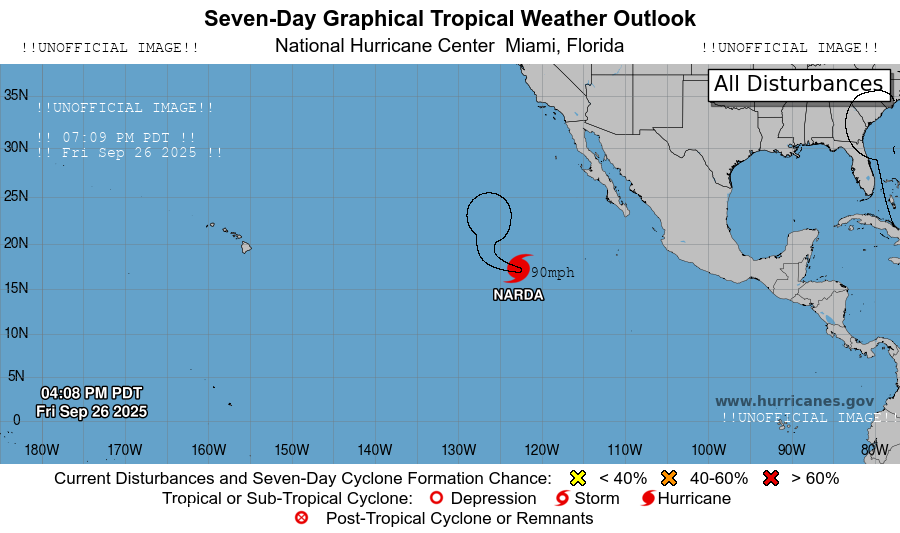 Seven-Day Graphical Tropical Weather Outlook
!!UNOFFICIAL IMAGE!!
National Hurricane Center  Miami, Florida
!!UNOFFICIAL IMAGE!!
All Disturbances
35N
!!UNOFFICIAL IMAGE!!
!! 07:09 PM PDT !!
30N
!! Fri Sep 26 2025 !!
25N
20N
90mph
15N
NARDA
10N
5N
04:08 PM PDT
Fri Sep 26 2025
www.hurricanes.gov
0
!!UNOFFICIAL IMAGE!!
180W 170W 160W 150W 140W 130W 120W 110W 100W 90W 80W
Current Disturbances and Seven-Day Cyclone Formation Chance: < 40% 40-60% > 60%
Tropical or Sub-Tropical Cyclone: Depression Storm Hurricane
Post-Tropical Cyclone or Remnants